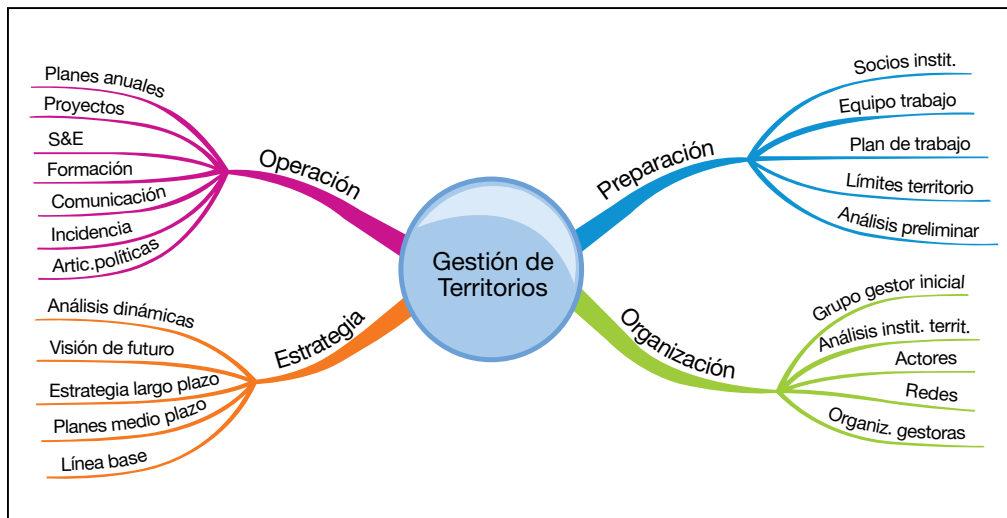 Gestión de
Territorios
Operación
Planes anuales
Proyectos
S&E
Formación
Comunicación
Incidencia
Artic.políticas
Preparación
Socios instit.
Equipo trabajo
Plan de trabajo
Límites territorio
Análisis preliminar
Estrategia
Análisis dinámicas
Visión de futuro
Estrategia largo plazo
Planes medio plazo
Línea base
Organización
Grupo gestor inicial
Análisis instit. territ.
Actores
Redes
Organiz. gestoras